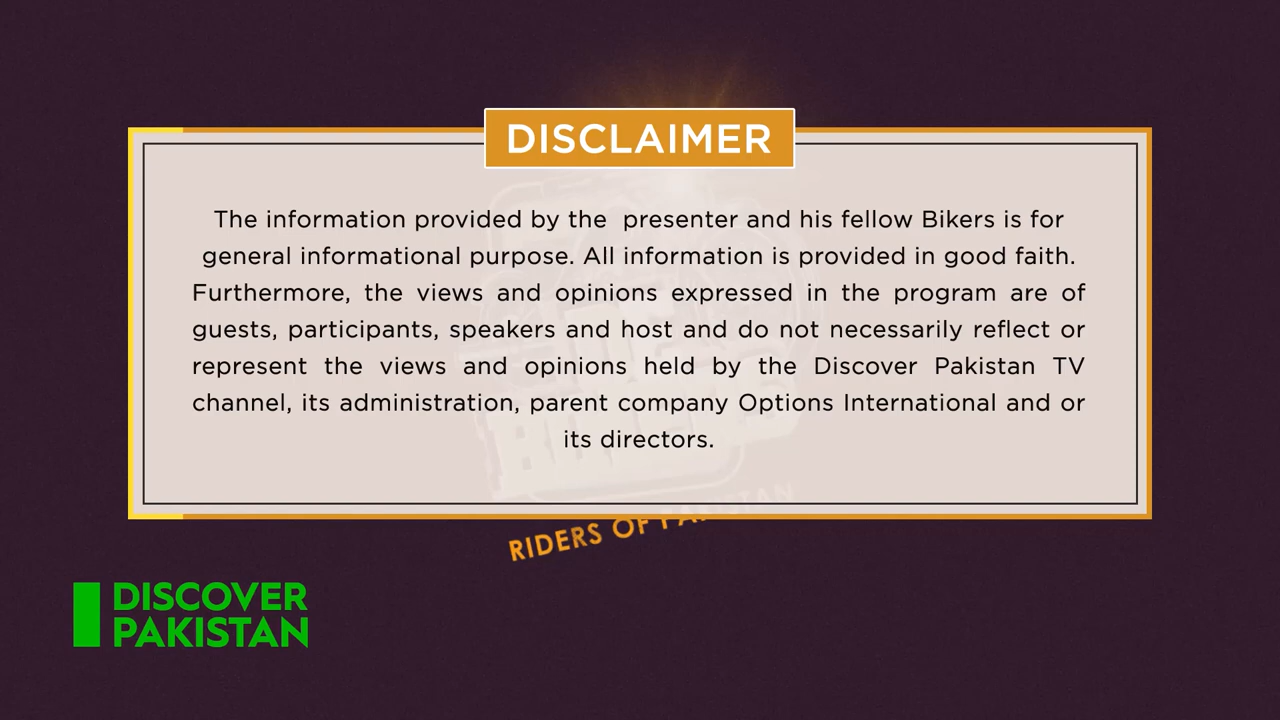 DISCLAIMER
The information provided by the  presenter and his fellow Bikers is for
general informational purpose. All information is provided in good faith.
Furthermore, the views and opinions expressed in the program are of
guests, participants, speakers and host and do not necessarily reflect or
represent the views and opinions held by the Discover Pakistan TV
channel, its administration, parent company Options International and or
its directors.
RIDERS OF PAKISTAN
DISCOVER
PAKISTAN